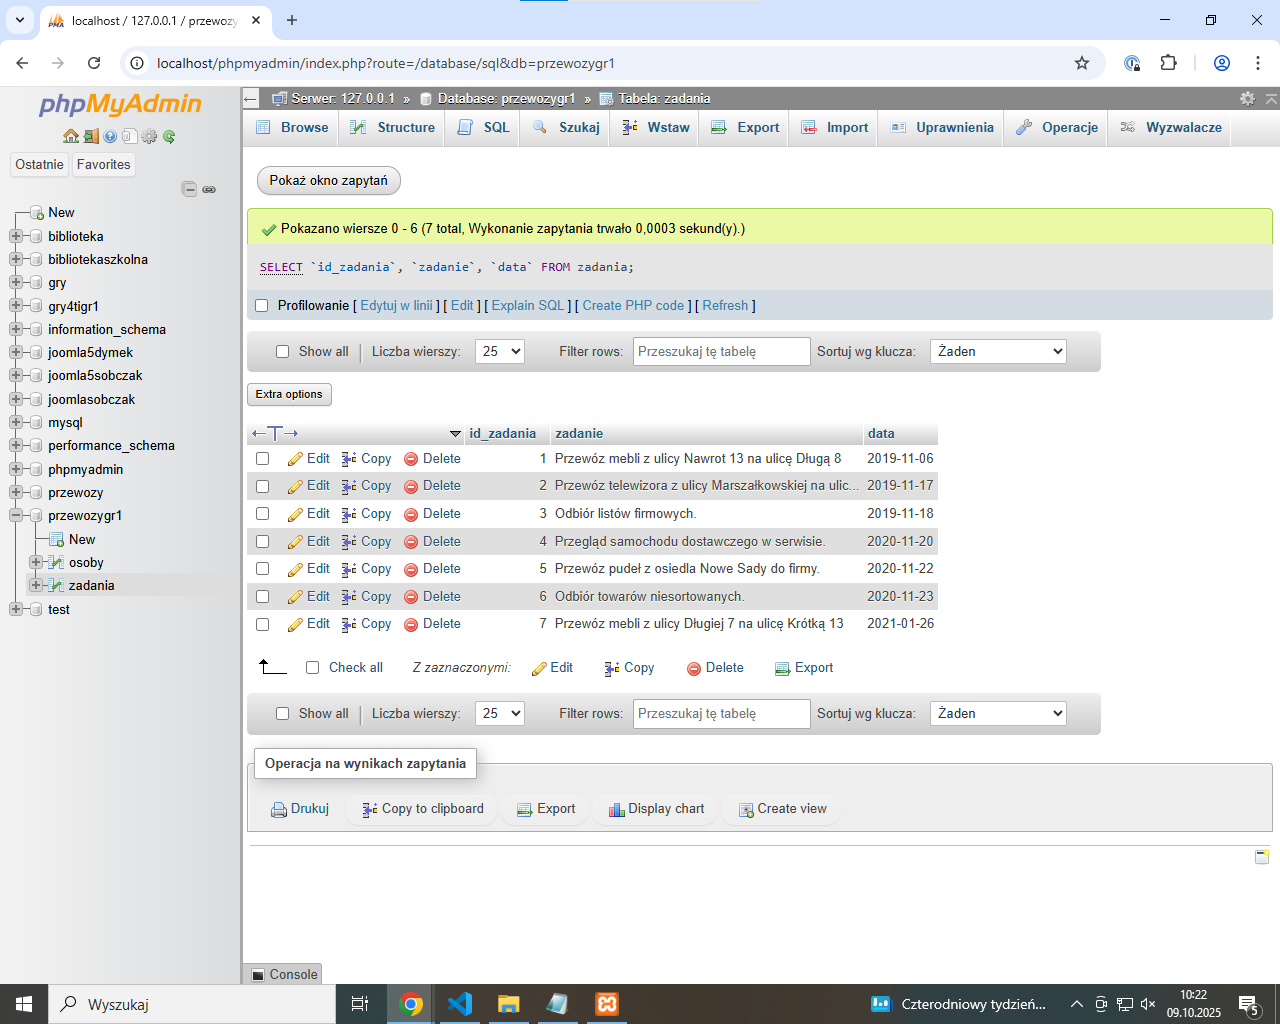 localhost / 127.0.0.1 / przewozy
localhost/phpmyadmin/index.php?route=/database/sql&db=przewozygr1
phpMyAdmin
Ostatnie Favorites
New
biblioteka
bibliotekaszkolna
gry
gry4tigr1
information_schema
joomla5dymek
joomla5sobczak
joomlasobczak
mysql
performance_schema
phpmyadmin
przewozy
przewozygr1
New
osoby
zadania
test
Serwer: 127.0.0.1 » Database: przewozygr1 » Tabela: zadania
Browse Structure SQL Szukaj Wstaw Export Import Uprawnienia Operacje Wyzwalacze
Pokaż okno zapytań
Pokazano wiersze 0 - 6 (7 total, Wykonanie zapytania trwało 0,0003 sekund(y).)
SELECT `id_zadania`, `zadanie`, `data` FROM zadania;
Profilowanie [ Edytuj w linii ] [ Edit ] [ Explain SQL ] [ Create PHP code ] [ Refresh ]
Show all Liczba wierszy: 25 Filter rows: Przeszukaj tę tabelę Sortuj wg klucza: Żaden
Extra options
id_zadania zadanie data
Edit Copy Delete 1 Przewóz mebli z ulicy Nawrot 13 na ulicę Długą 8 2019-11-06
Edit Copy Delete 2 Przewóz telewizora z ulicy Marszałkowskiej na ulic... 2019-11-17
Edit Copy Delete 3 Odbiór listów firmowych. 2019-11-18
Edit Copy Delete 4 Przegląd samochodu dostawczego w serwisie. 2020-11-20
Edit Copy Delete 5 Przewóz pudeł z osiedla Nowe Sady do firmy. 2020-11-22
Edit Copy Delete 6 Odbiór towarów niesortowanych. 2020-11-23
Edit Copy Delete 7 Przewóz mebli z ulicy Długiej 7 na ulicę Krótką 13 2021-01-26
Check all Z zaznaczonymi: Edit Copy Delete Export
Show all Liczba wierszy: 25 Filter rows: Przeszukaj tę tabelę Sortuj wg klucza: Żaden
Operacja na wynikach zapytania
Drukuj Copy to clipboard Export Display chart Create view
Console
Wyszukaj
Czterodniowy tydzień...
10:22
09.10.2025
5